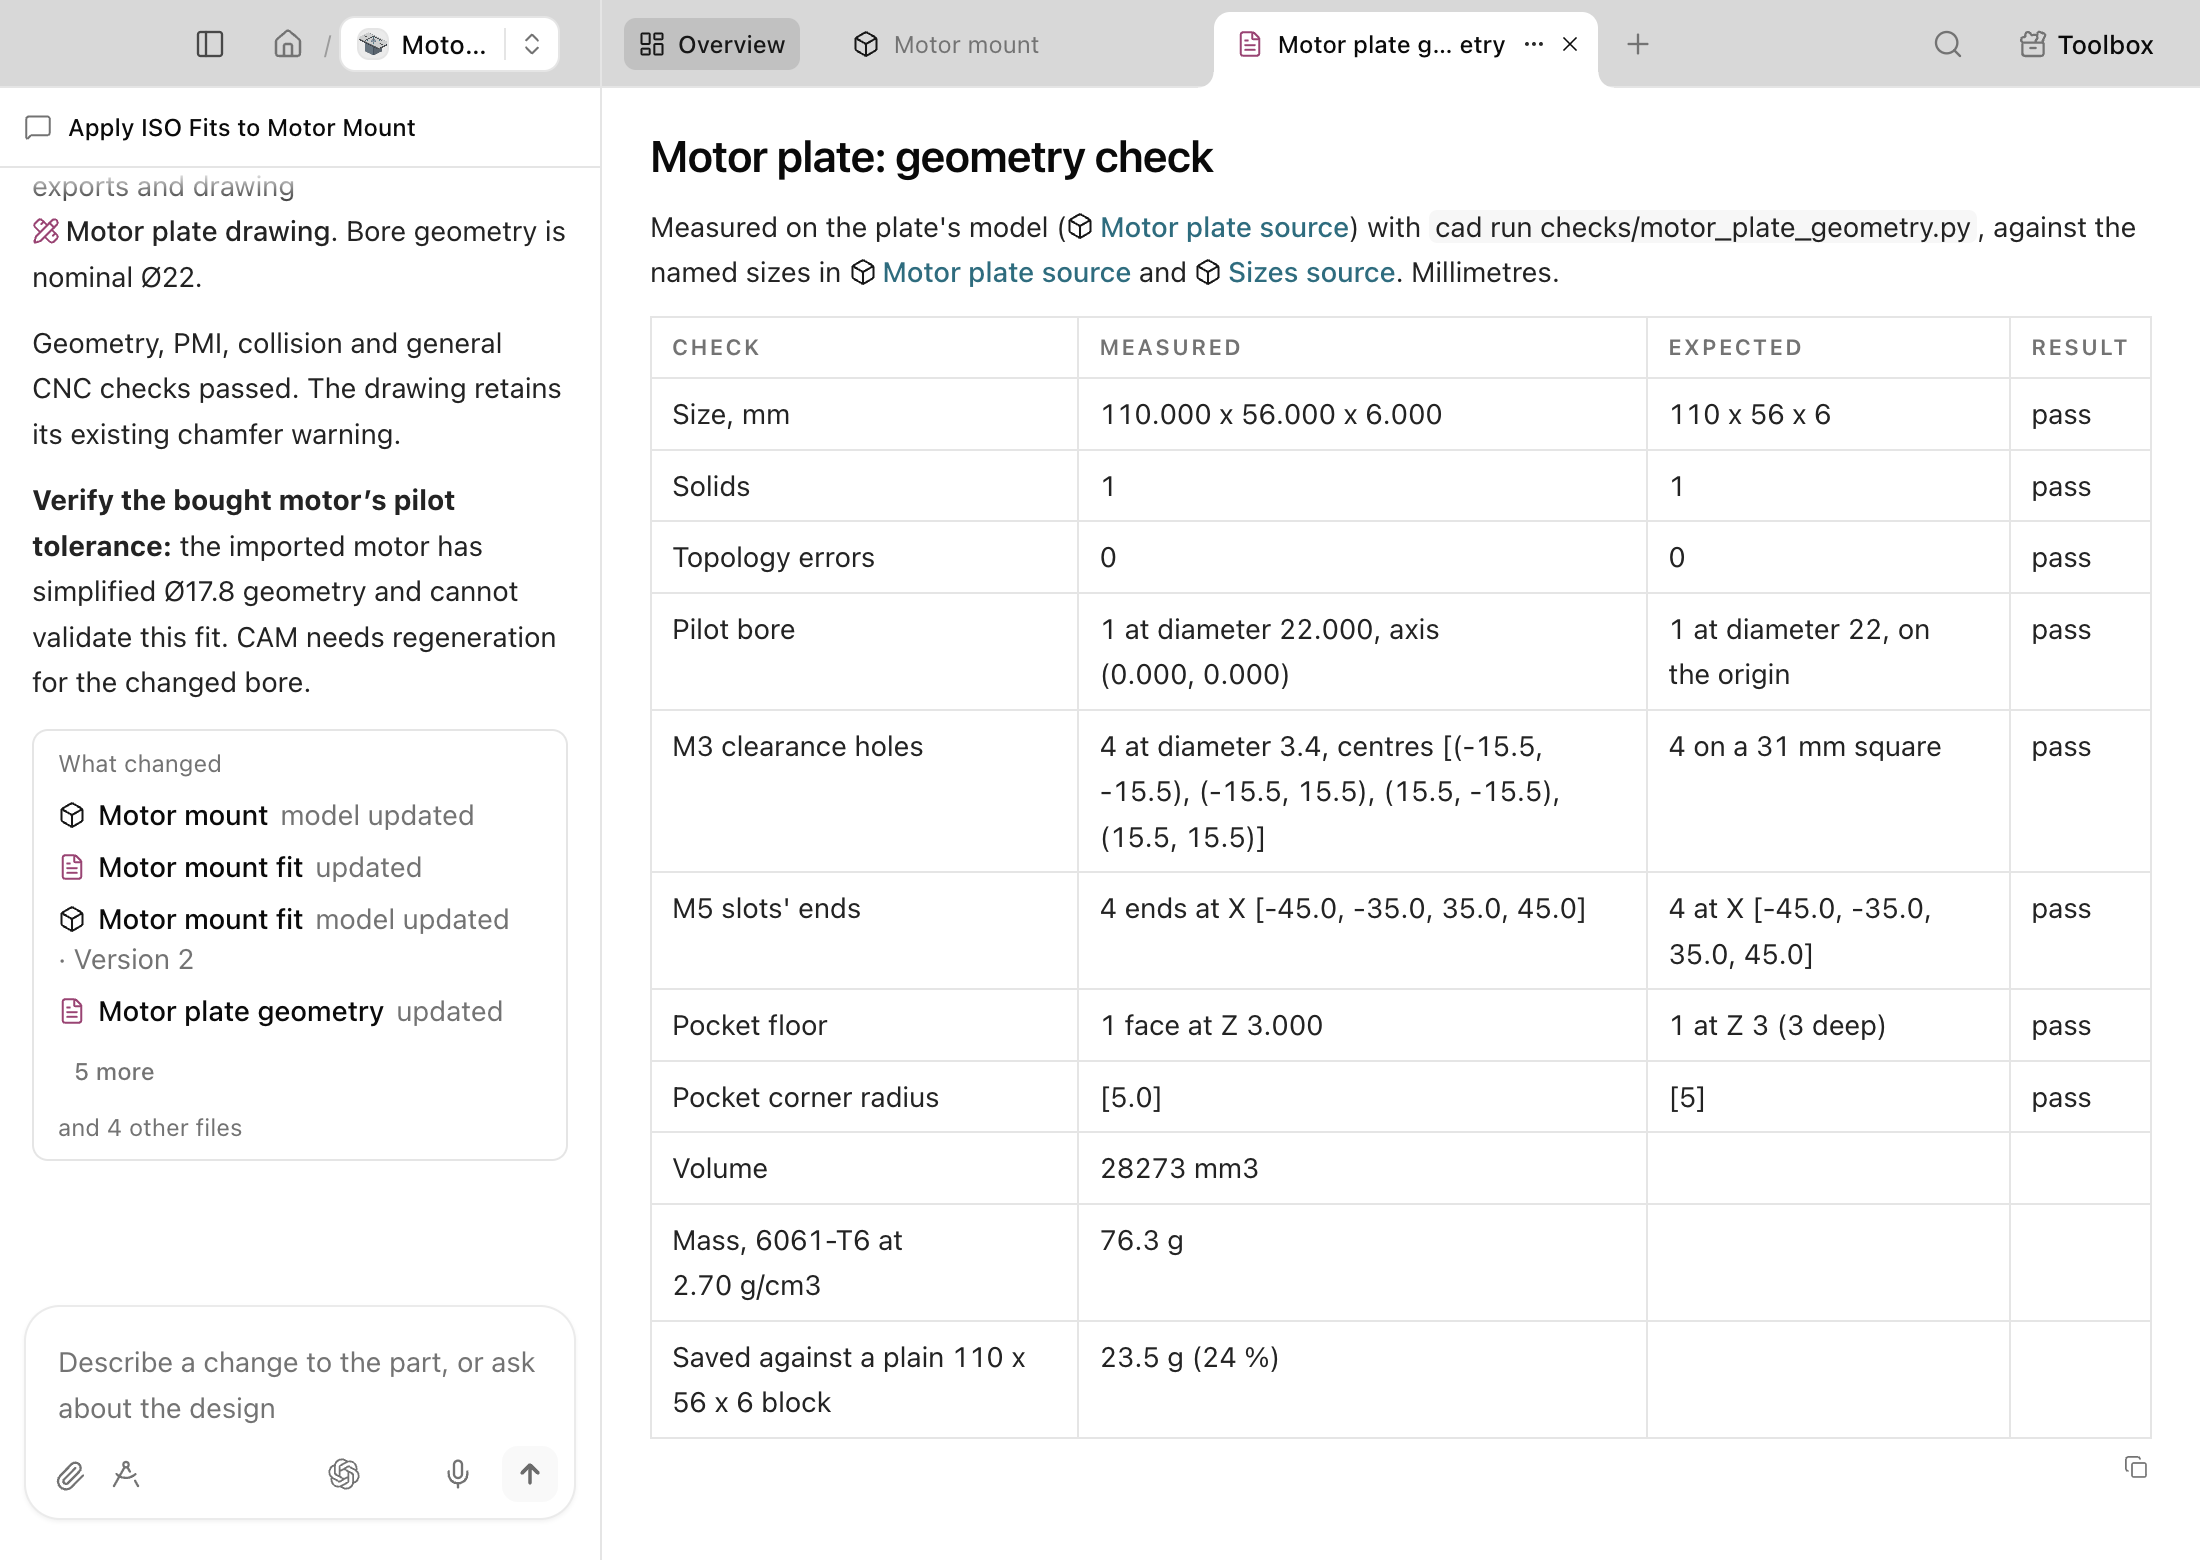 / Moto...
Overview
Motor mount
Motor plate g... etry
Toolbox
Apply ISO Fits to Motor Mount
exports and drawing
Motor plate drawing. Bore geometry is
nominal Ø22.
Geometry, PMI, collision and general
CNC checks passed. The drawing retains
its existing chamfer warning.
Verify the bought motor’s pilot
tolerance: the imported motor has
simplified Ø17.8 geometry and cannot
validate this fit. CAM needs regeneration
for the changed bore.
What changed
Motor mount model updated
Motor mount fit updated
Motor mount fit model updated
· Version 2
Motor plate geometry updated
5 more
and 4 other files
Describe a change to the part, or ask
about the design
Motor plate: geometry check
Measured on the plate's model (Motor plate source) with cad run checks/motor_plate_geometry.py, against the
named sizes in Motor plate source and Sizes source. Millimetres.
CHECK MEASURED EXPECTED RESULT
Size, mm 110.000 x 56.000 x 6.000 110 x 56 x 6 pass
Solids 1 1 pass
Topology errors 0 0 pass
Pilot bore 1 at diameter 22.000, axis 1 at diameter 22, on pass
(0.000, 0.000) the origin
M3 clearance holes 4 at diameter 3.4, centres [(-15.5, 4 on a 31 mm square pass
-15.5), (-15.5, 15.5), (15.5, -15.5),
(15.5, 15.5)]
M5 slots' ends 4 ends at X [-45.0, -35.0, 35.0, 45.0] 4 at X [-45.0, -35.0, pass
35.0, 45.0]
Pocket floor 1 face at Z 3.000 1 at Z 3 (3 deep) pass
Pocket corner radius [5.0] [5] pass
Volume 28273 mm3
Mass, 6061-T6 at 76.3 g
2.70 g/cm3
Saved against a plain 110 x 23.5 g (24 %)
56 x 6 block